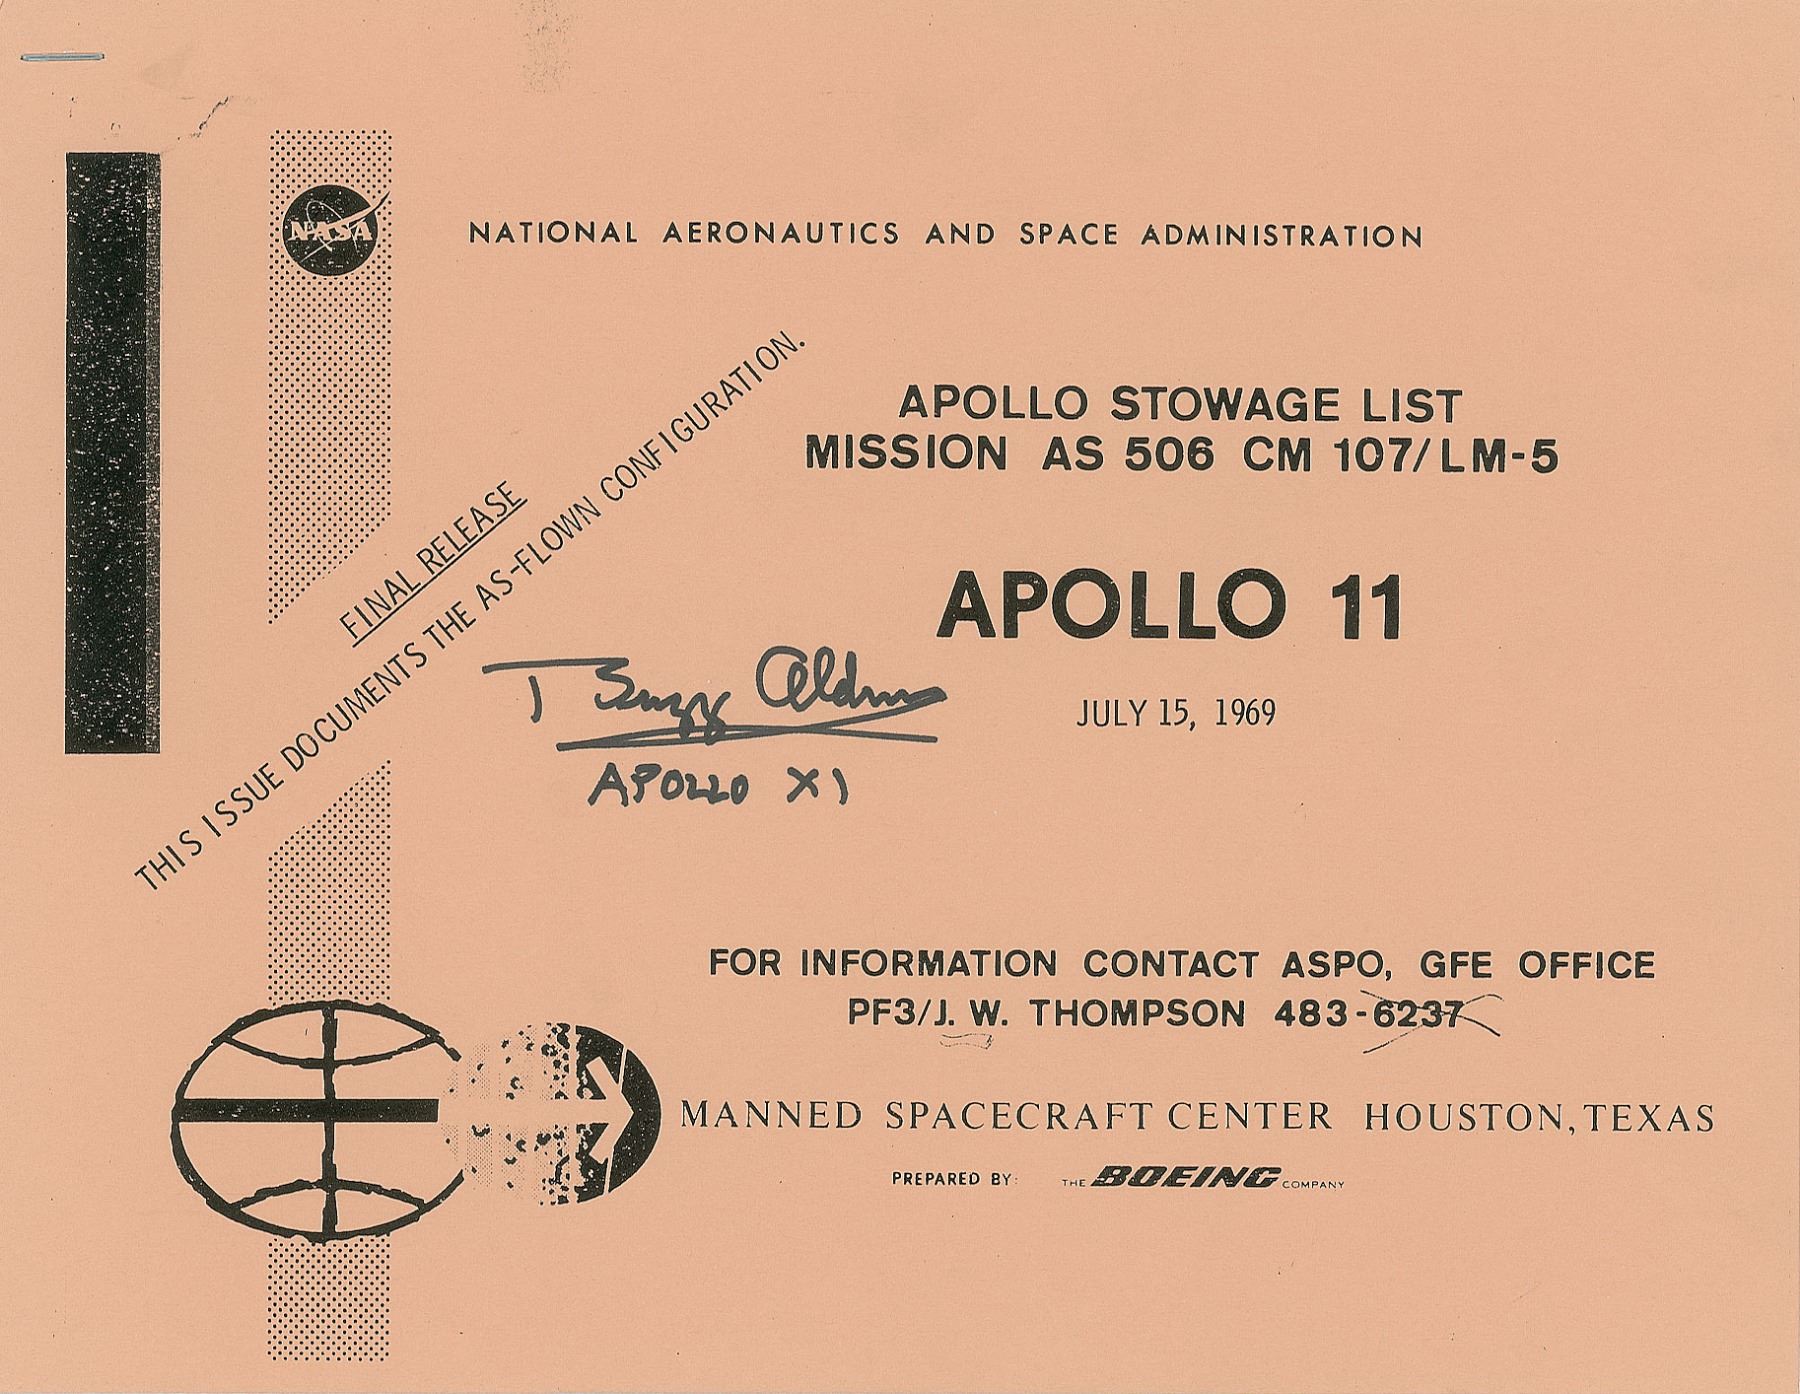 NASA
NATIONAL AERONAUTICS AND SPACE ADMINISTRATION
APOLLO STOWAGE LIST
MISSION AS 506 CM 107/LM-5
FINAL RELEASE
THIS ISSUE DOCUMENTS THE AS-FLOWN CONFIGURATION.
APOLLO 11
JULY 15, 1969
Buzz Aldrin
APOLLO XI
FOR INFORMATION CONTACT ASPO, GFE OFFICE
PF3/J. W. THOMPSON 483-6237
MANNED SPACECRAFT CENTER HOUSTON, TEXAS
PREPARED BY: THE BOEING COMPANY